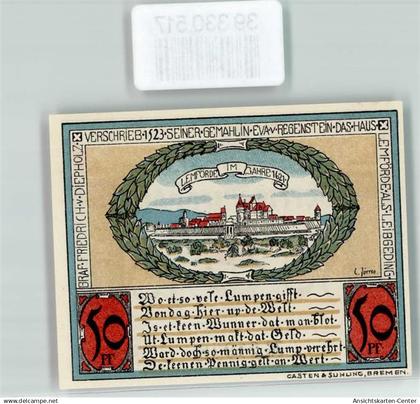 39.330.517
GRAF·FRIEDRICH·V·DIEPHOLZ·
VERSCHRIEB·1523·SEINER·GEMAHLIN·EVA·V·REGENSTEIN·DAS·HAUS
LEMFÖRDE·ALS·LEIBGEDING·
LEMFÖRDE IM JAHRE
50 PF
Wo·et·so·vele·Lumpen·gifft
Vondag·hier·up·de·Welt·
Is·et·keen·Wunner·dat·man·blot
Ut·Lumpen·makt·dat·Geld·
Ward·doch·so·männig·Lump·verehrt
De·keenen·Pennig·gelt·an·Wert·
50 PF
CASTEN & SUHLING, BREMEN.
www.delcampe.net
Ansichtskarten-Center